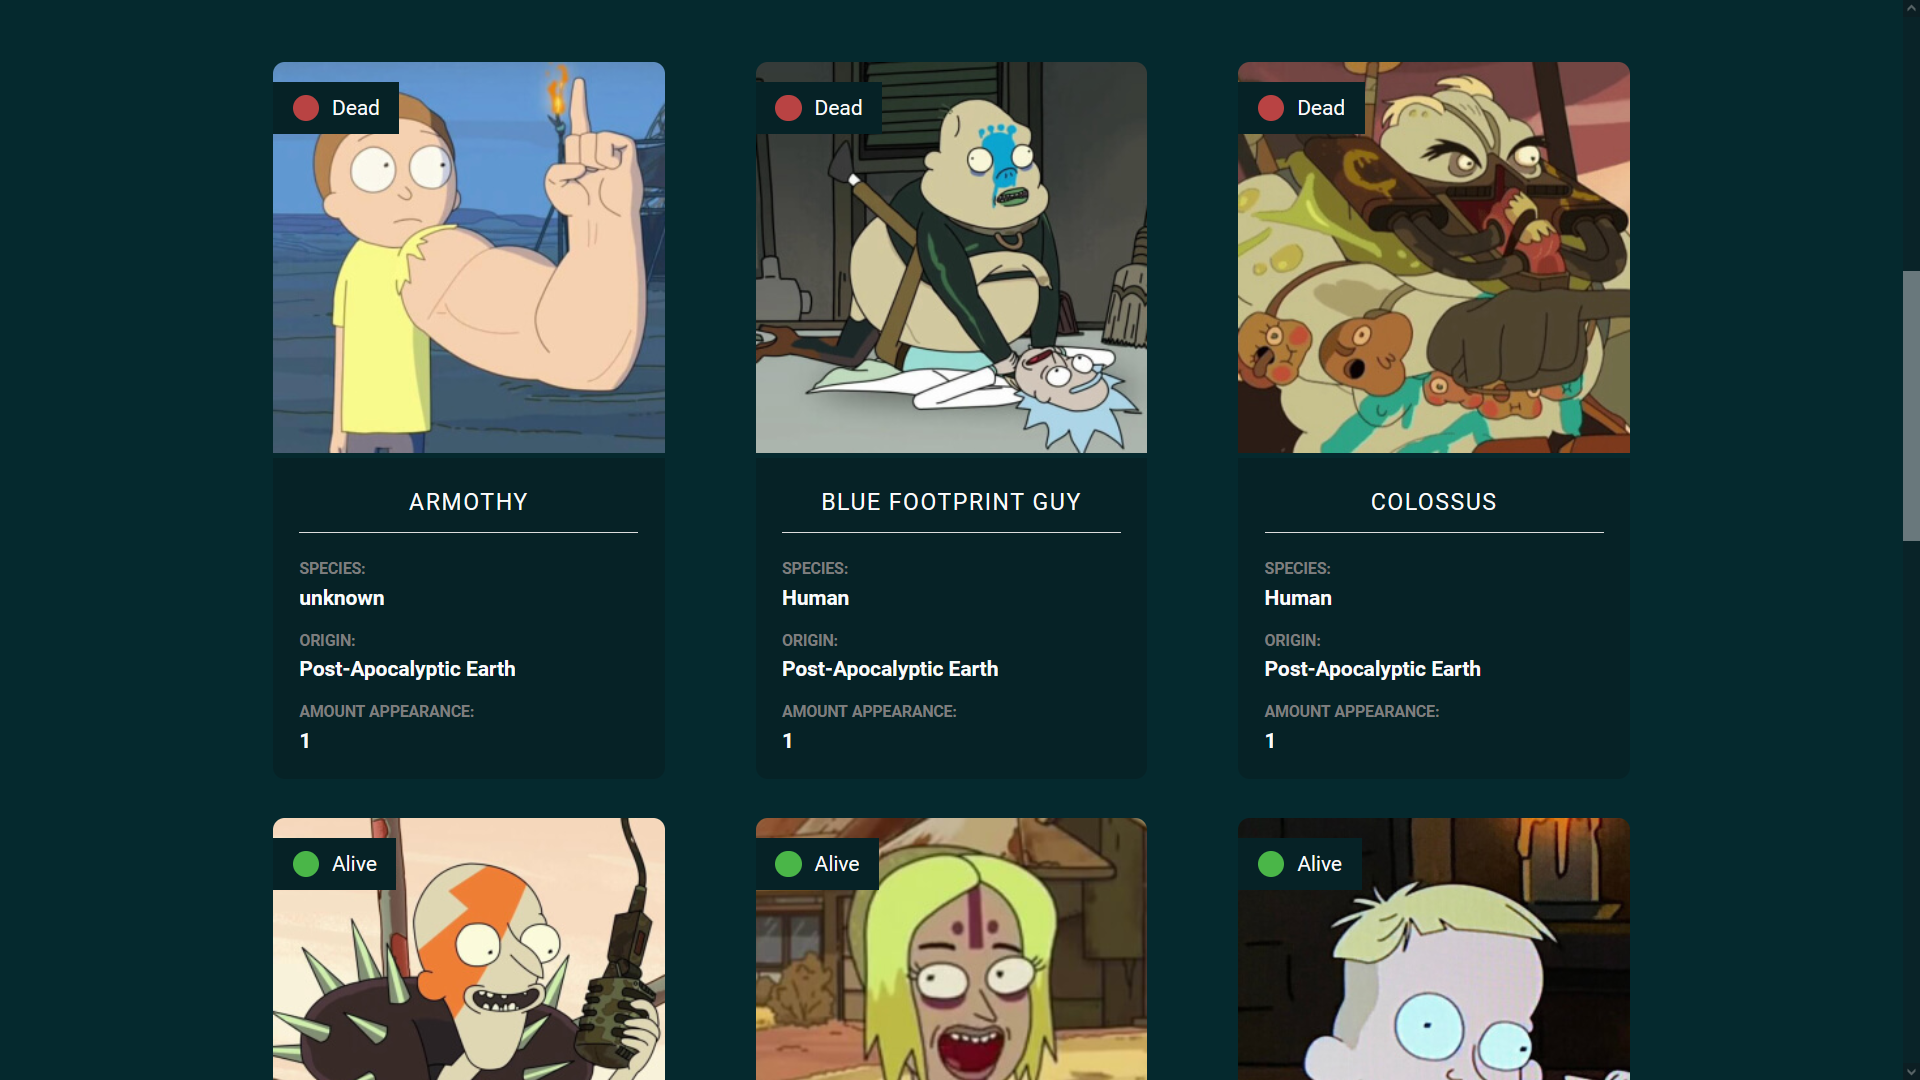 Dead
Dead
Dead
ARMOTHY
BLUE FOOTPRINT GUY
COLOSSUS
SPECIES:
unknown
ORIGIN:
Post-Apocalyptic Earth
AMOUNT APPEARANCE:
1
SPECIES:
Human
ORIGIN:
Post-Apocalyptic Earth
AMOUNT APPEARANCE:
1
SPECIES:
Human
ORIGIN:
Post-Apocalyptic Earth
AMOUNT APPEARANCE:
1
Alive
Alive
Alive